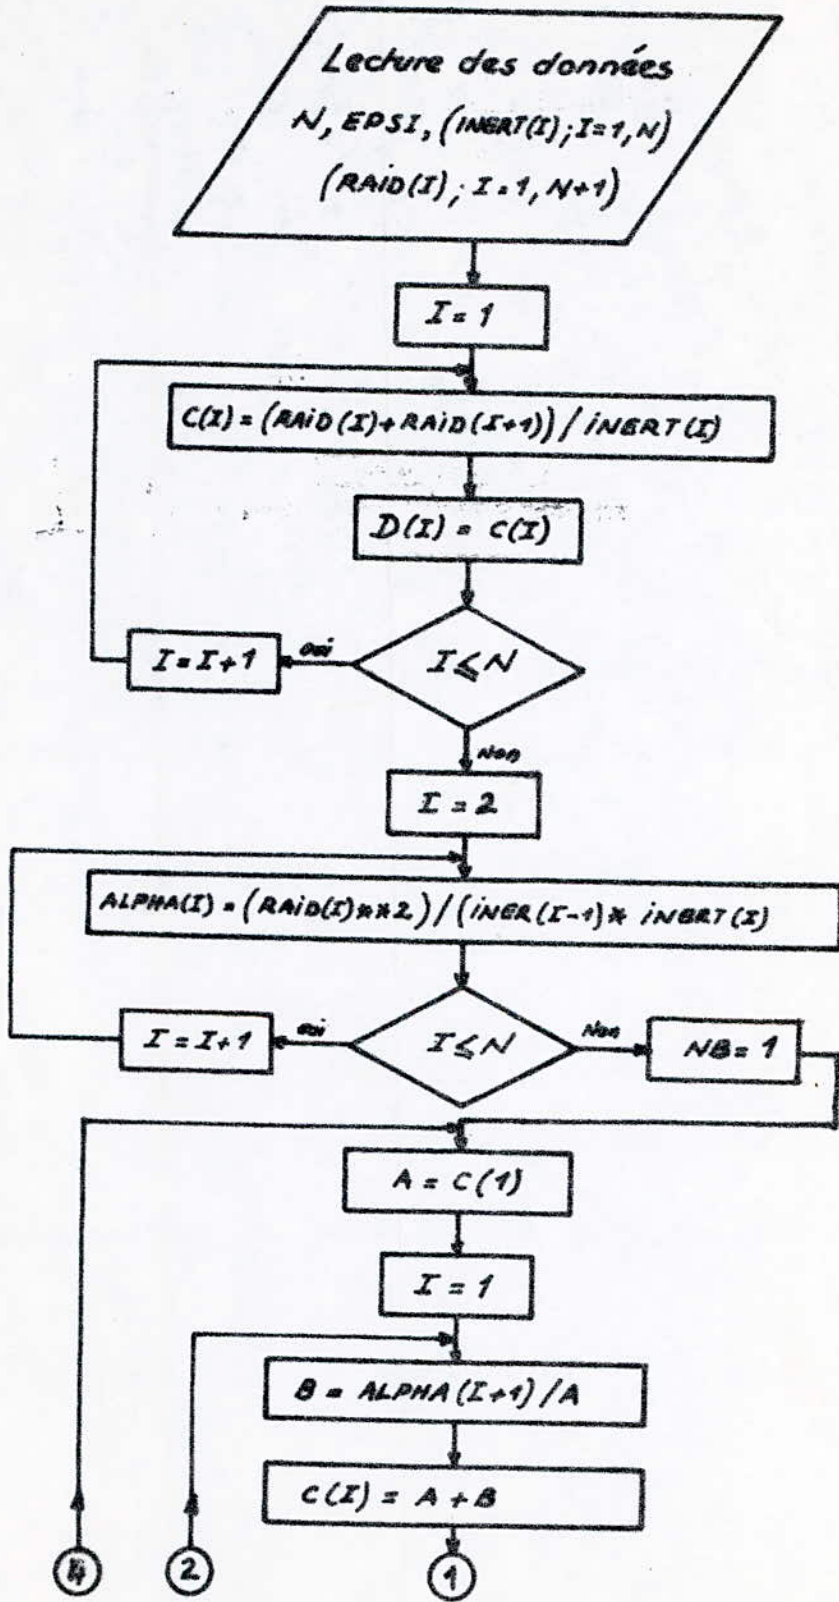 Lecture des données
N, EPSI, (INERT(I); I=1, N)
(RAID(I); I=1, N+1)
I = 1
C(I) = (RAID(I)+RAID(I+1)) / INERT(I)
D(I) = C(I)
I = I+1
oui
I ≤ N
Non
I = 2
ALPHA(I) = (RAID(I)**2) / (INER(I-1)* INERT(I)
I = I+1
oui
I ≤ N
Non
NB = 1
A = C(1)
I = 1
B = ALPHA(I+1)/A
C(I) = A + B
4
2
1